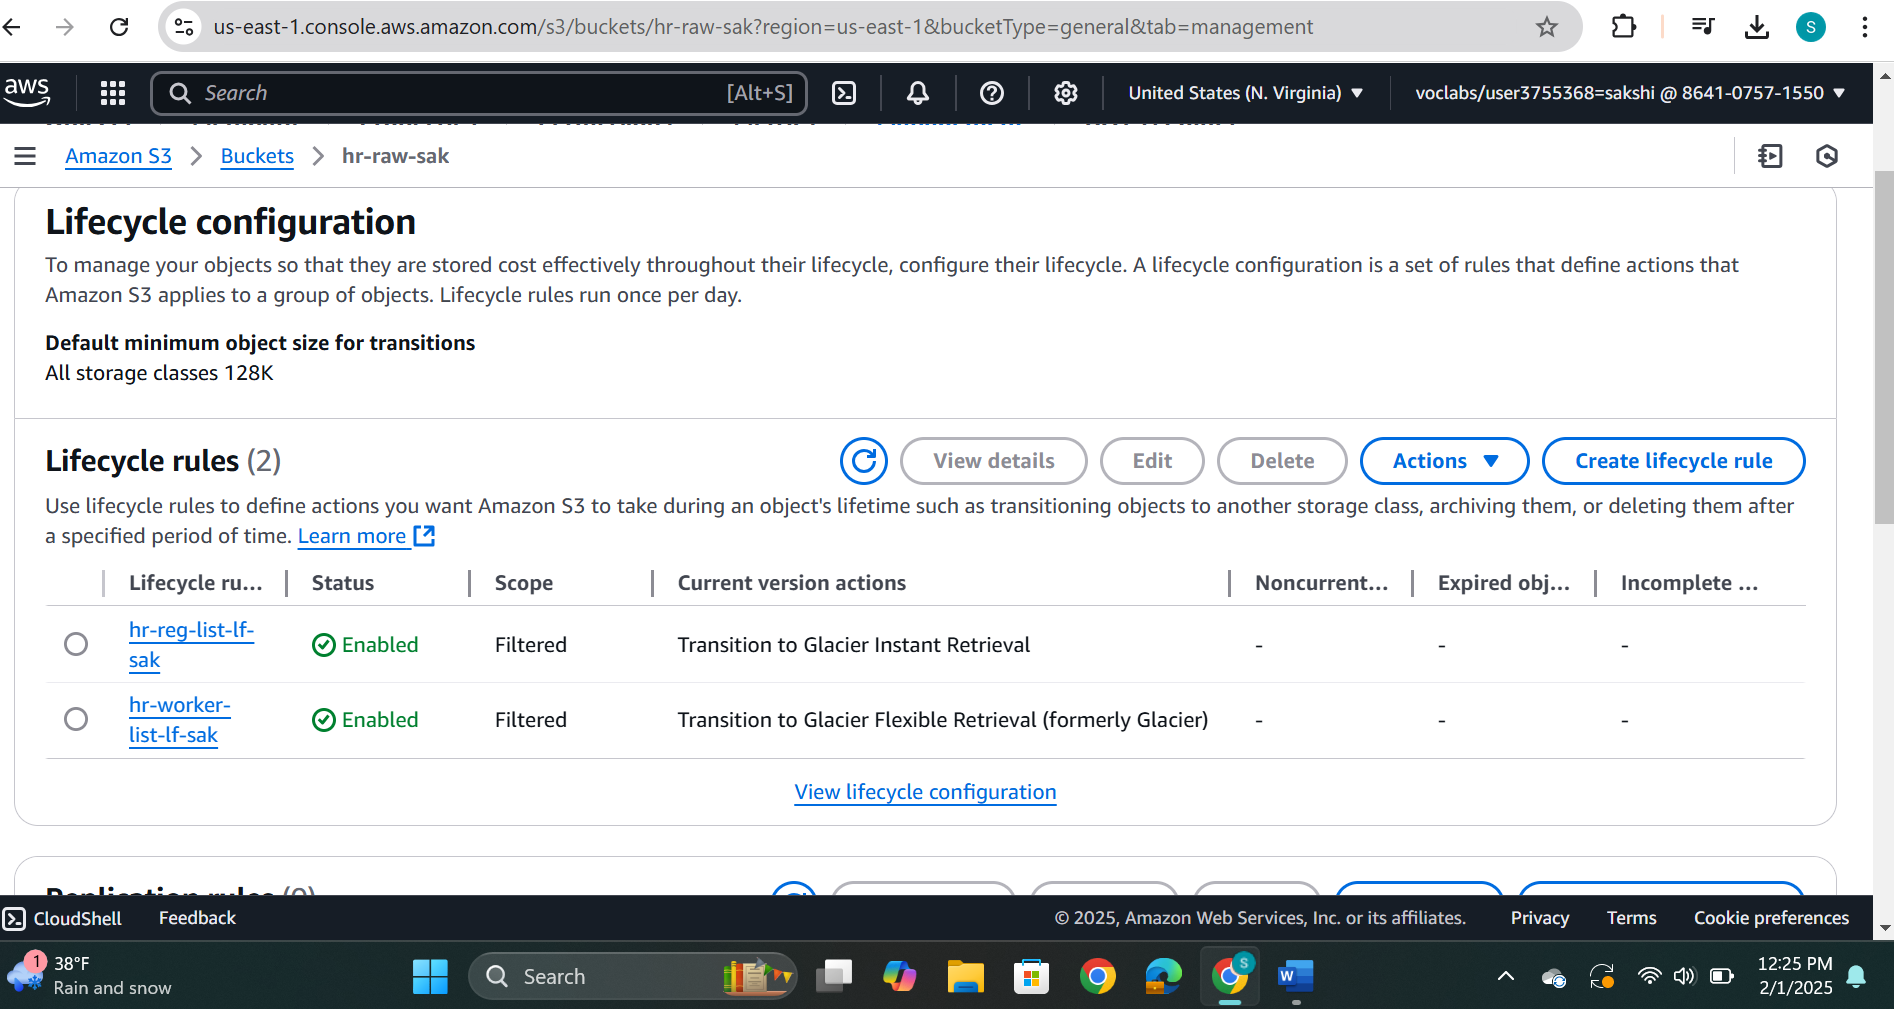 us-east-1.console.aws.amazon.com/s3/buckets/hr-raw-sak?region=us-east-1&bucketType=general&tab=management
S
aws
Search
[Alt+S]
United States (N. Virginia)
voclabs/user3755368=sakshi @ 8641-0757-1550
Amazon S3
Buckets
hr-raw-sak
Lifecycle configuration
To manage your objects so that they are stored cost effectively throughout their lifecycle, configure their lifecycle. A lifecycle configuration is a set of rules that define actions that
Amazon S3 applies to a group of objects. Lifecycle rules run once per day.
Default minimum object size for transitions
All storage classes 128K
Lifecycle rules (2)
View details
Edit
Delete
Actions
Create lifecycle rule
Use lifecycle rules to define actions you want Amazon S3 to take during an object's lifetime such as transitioning objects to another storage class, archiving them, or deleting them after
a specified period of time. Learn more
Lifecycle ru...
Status
Scope
Current version actions
Noncurrent...
Expired obj...
Incomplete ...
hr-reg-list-lf-
sak
Enabled
Filtered
Transition to Glacier Instant Retrieval
-
-
-
hr-worker-
list-lf-sak
Enabled
Filtered
Transition to Glacier Flexible Retrieval (formerly Glacier)
-
-
-
View lifecycle configuration
Replication rules (0)
CloudShell
Feedback
© 2025, Amazon Web Services, Inc. or its affiliates.
Privacy
Terms
Cookie preferences
1
38°F
Rain and snow
Search
S
W
12:25 PM
2/1/2025